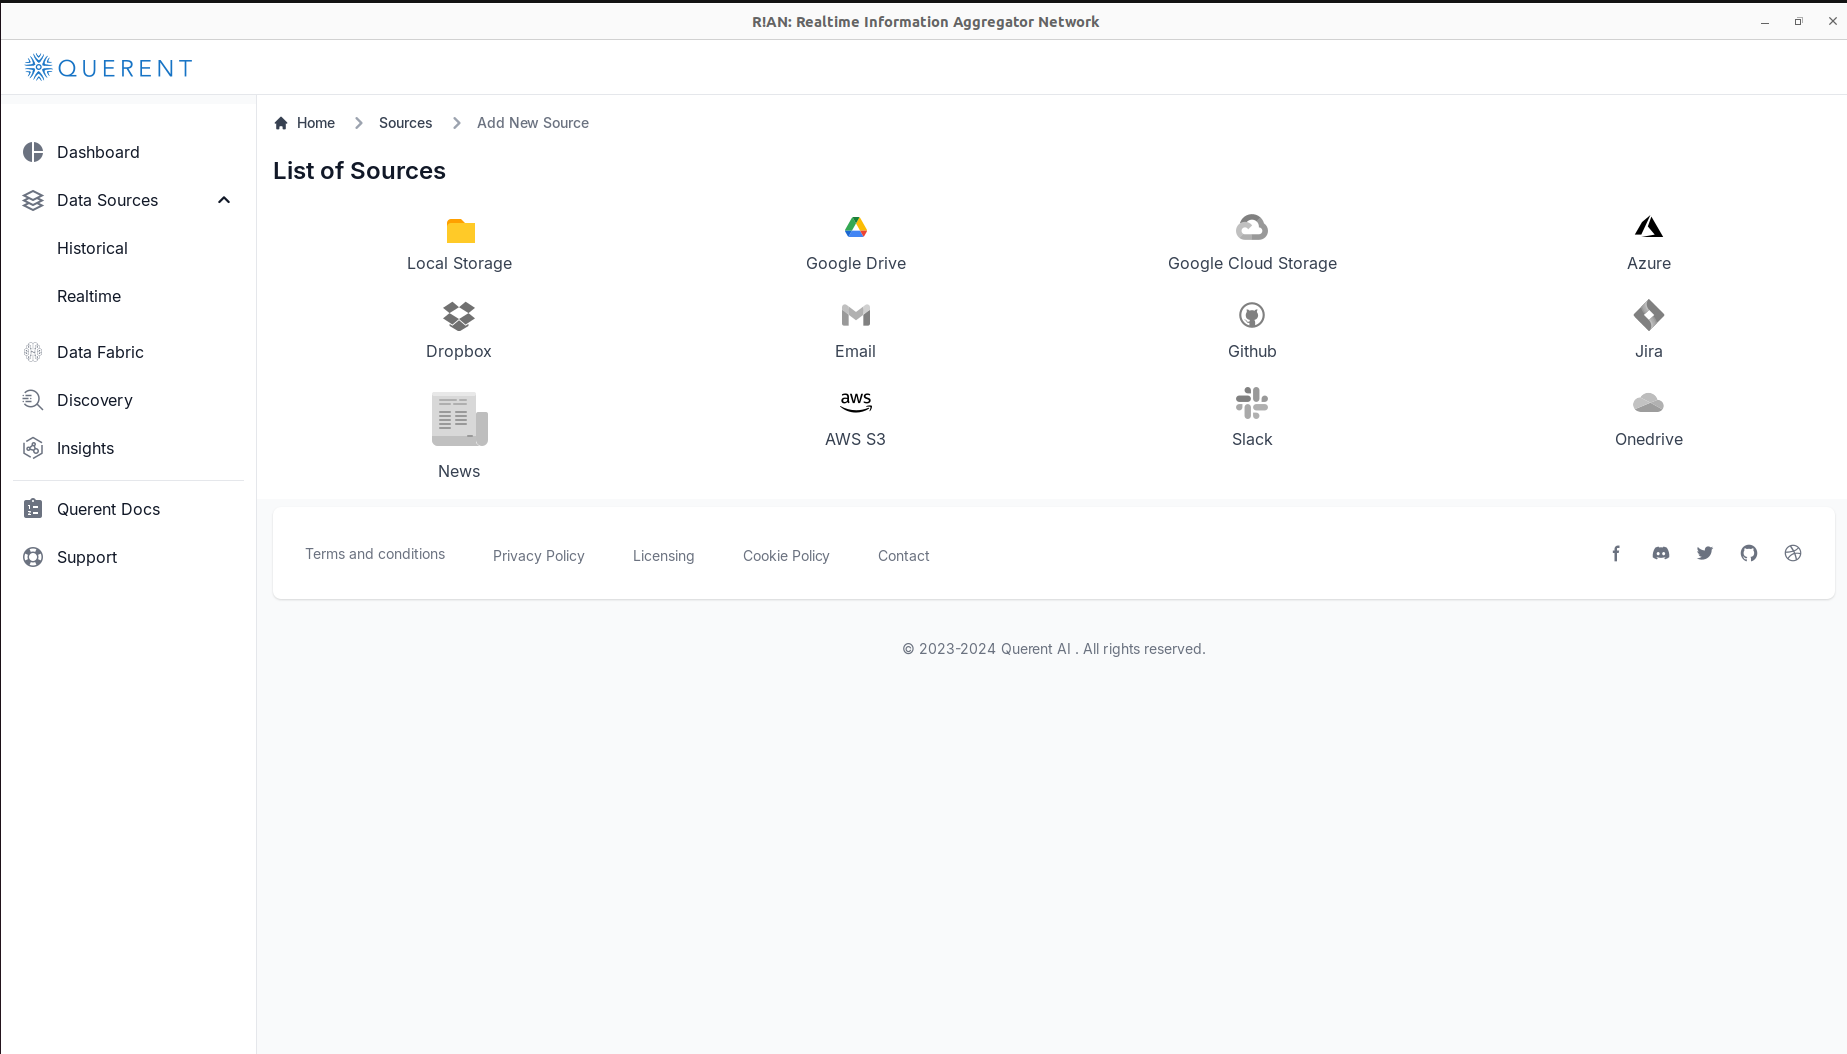 R!AN: Realtime Information Aggregator Network
QUERENT
Home
Sources
Add New Source
Dashboard
Data Sources
Historical
Realtime
Data Fabric
Discovery
Insights
Querent Docs
Support
List of Sources
Local Storage
Google Drive
Google Cloud Storage
Azure
Dropbox
Email
Github
Jira
News
aws
AWS S3
Slack
Onedrive
Terms and conditions
Privacy Policy
Licensing
Cookie Policy
Contact
© 2023-2024 Querent AI . All rights reserved.